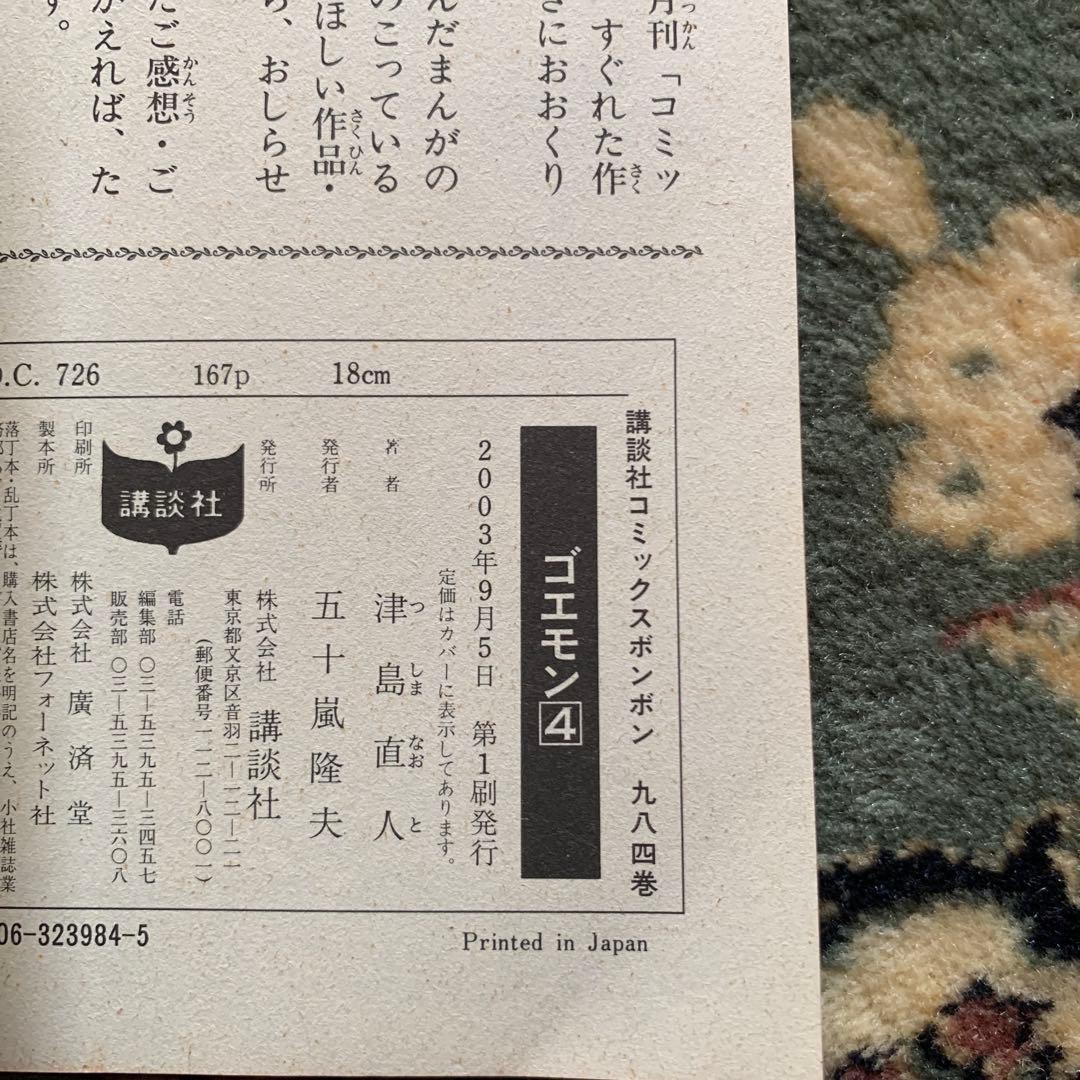 月刊「コミッ
すぐれた作
さにおおくり
んだまんがの
のこっている
ほしい作品・
ら、おしらせ
たご感想・ご
がえれば、た
す。
.C. 726 167p 18cm
講談社コミックスボンボン 九八四巻
ゴエモン4
2003年9月5日 第1刷発行
定価はカバーに表示してあります。
著者 津島直人
つしまなおと
発行者 五十嵐隆夫
発行所 株式会社 講談社
東京都文京区音羽二—一二—二一
(郵便番号一一二—八〇〇一)
電話
編集部 〇三—五三九五—三四五七
販売部 〇三—五三九五—三六〇八
講談社
印刷所 株式会社 廣済堂
製本所 株式会社フォーネット社
落丁本・乱丁本は、購入書店名を明記のうえ、小社雑誌業
06-323984-5
Printed in Japan